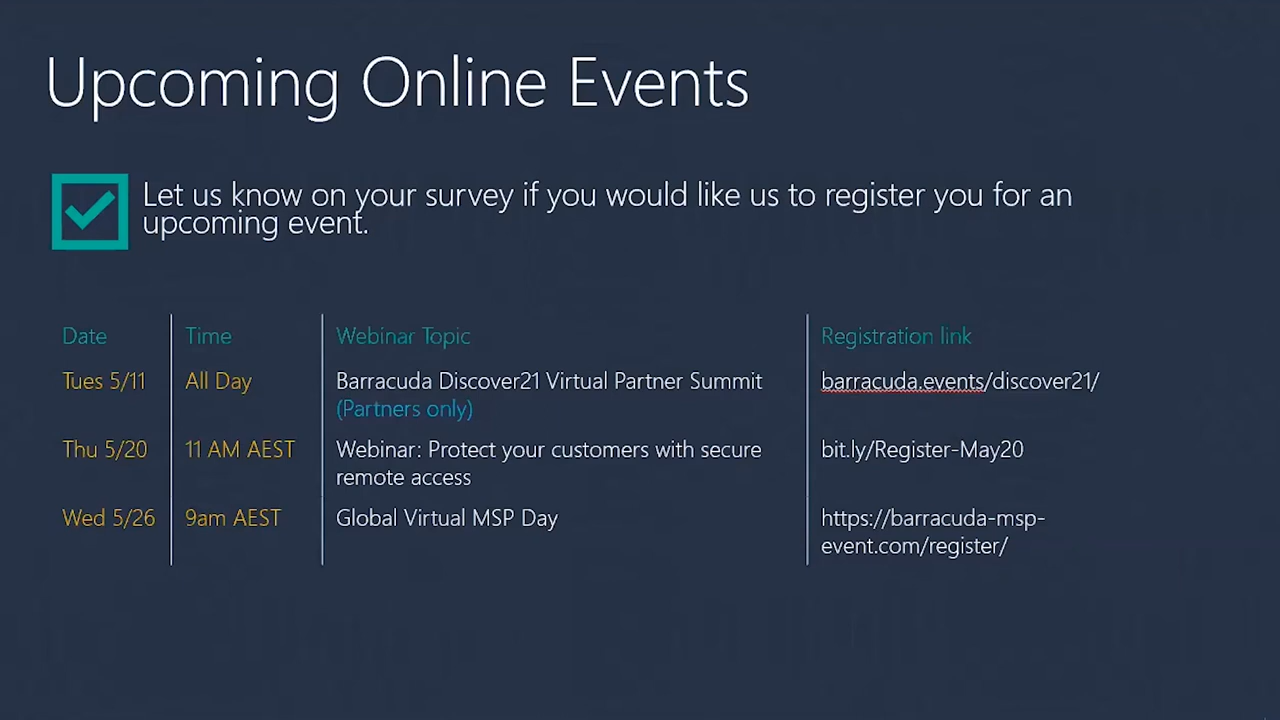 Upcoming Online Events
Let us know on your survey if you would like us to register you for an
upcoming event.
Date Time Webinar Topic Registration link
Tues 5/11 All Day Barracuda Discover21 Virtual Partner Summit barracuda.events/discover21/
(Partners only)
Thu 5/20 11 AM AEST Webinar: Protect your customers with secure bit.ly/Register-May20
remote access
Wed 5/26 9am AEST Global Virtual MSP Day https://barracuda-msp-
event.com/register/